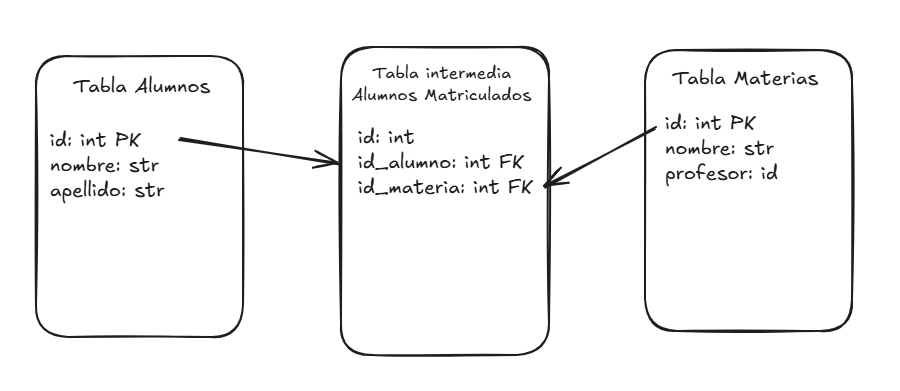 Tabla Alumnos
id: int PK
nombre: str
apellido: str
Tabla intermedia
Alumnos Matriculados
id: int
id_alumno: int FK
id_materia: int FK
Tabla Materias
id: int PK
nombre: str
profesor: id